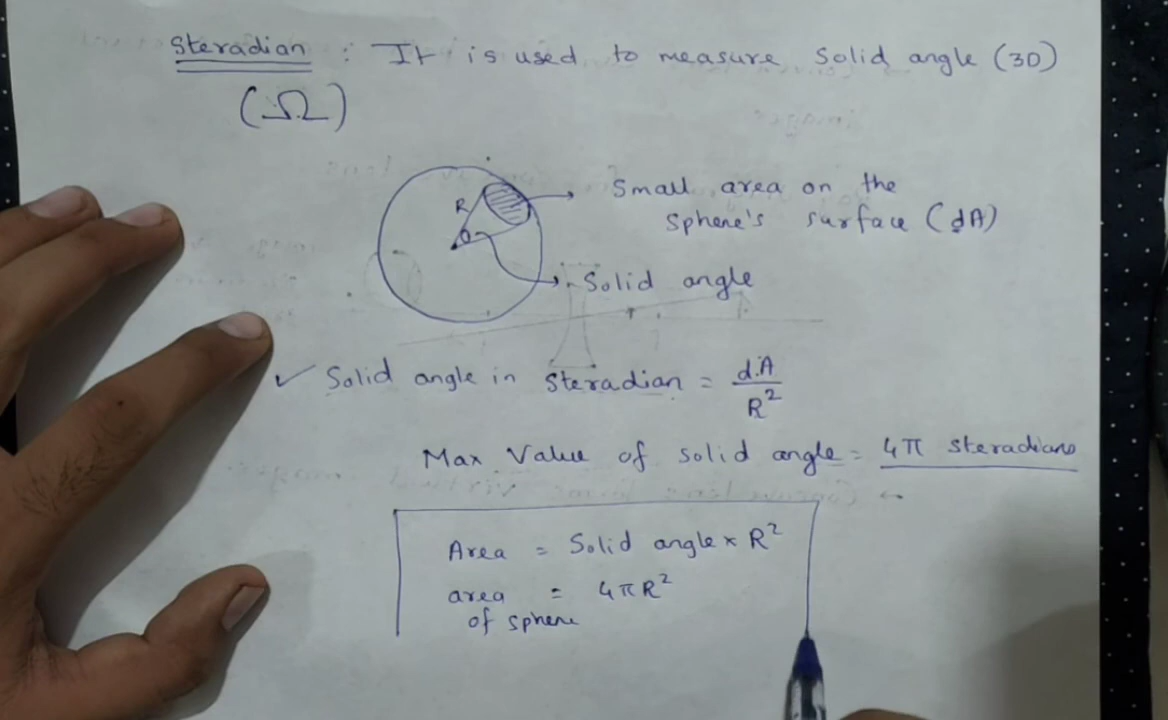 Steradian : It is used to measure Solid angle (3D)
(Ω)
R
Small area on the
Sphere's surface (dA)
Solid angle
✓ Solid angle in steradian = dA/R²
Max Value of solid angle = 4π steradians
Area = Solid angle × R²
area = 4πR²
of sphere